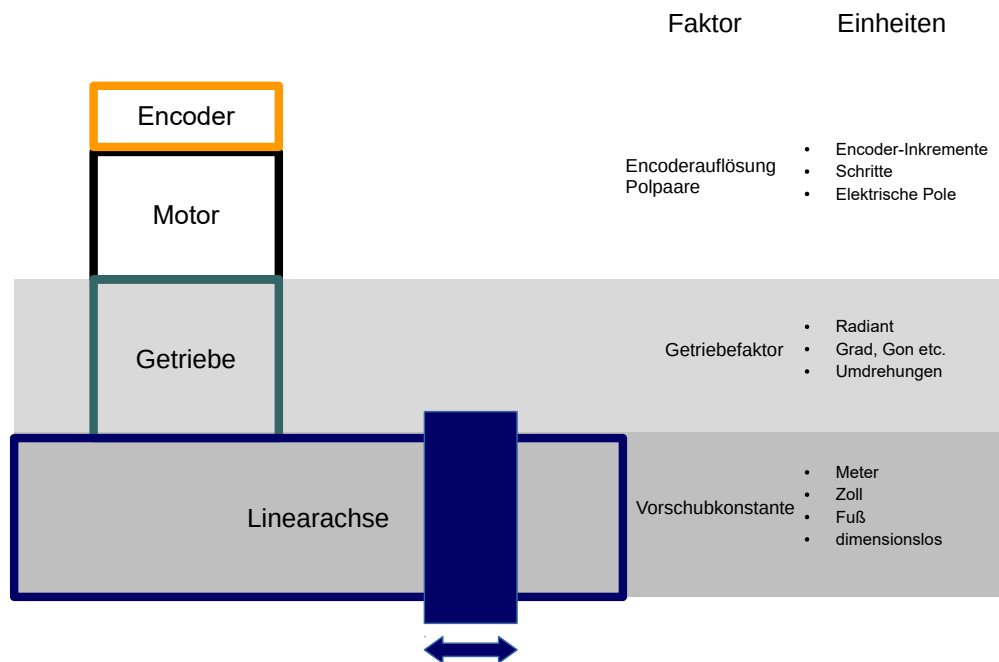 Faktor
Einheiten
Encoder
Encoderauflösung
Polpaare
• Encoder-Inkremente
• Schritte
• Elektrische Pole
Motor
Getriebe
Getriebefaktor
• Radiant
• Grad, Gon etc.
• Umdrehungen
Linearachse
Vorschubkonstante
• Meter
• Zoll
• Fuß
• dimensionslos